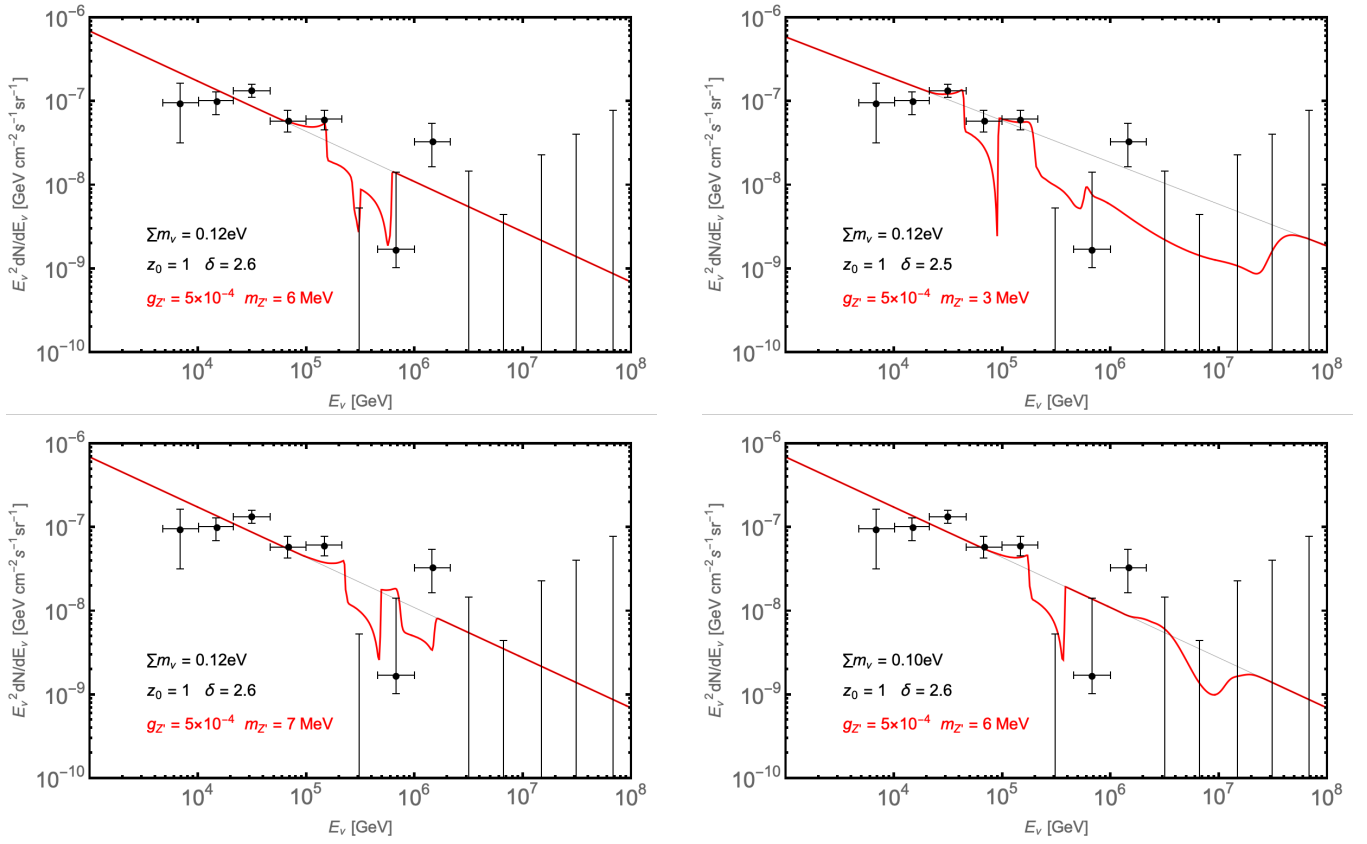 10⁻⁶
10⁻⁷
10⁻⁸
10⁻⁹
10⁻¹⁰
E_ν² dN/dE_ν [GeV cm⁻² s⁻¹ sr⁻¹]
∑m_ν = 0.12eV
z₀ = 1 δ = 2.6
g_Z' = 5×10⁻⁴ m_Z' = 6 MeV
10⁴ 10⁵ 10⁶ 10⁷ 10⁸
E_ν [GeV]
10⁻⁶
10⁻⁷
10⁻⁸
10⁻⁹
10⁻¹⁰
E_ν² dN/dE_ν [GeV cm⁻² s⁻¹ sr⁻¹]
∑m_ν = 0.12eV
z₀ = 1 δ = 2.5
g_Z' = 5×10⁻⁴ m_Z' = 3 MeV
10⁴ 10⁵ 10⁶ 10⁷ 10⁸
E_ν [GeV]
10⁻⁶
10⁻⁷
10⁻⁸
10⁻⁹
10⁻¹⁰
E_ν² dN/dE_ν [GeV cm⁻² s⁻¹ sr⁻¹]
∑m_ν = 0.12eV
z₀ = 1 δ = 2.6
g_Z' = 5×10⁻⁴ m_Z' = 7 MeV
10⁴ 10⁵ 10⁶ 10⁷ 10⁸
E_ν [GeV]
10⁻⁶
10⁻⁷
10⁻⁸
10⁻⁹
10⁻¹⁰
E_ν² dN/dE_ν [GeV cm⁻² s⁻¹ sr⁻¹]
∑m_ν = 0.10eV
z₀ = 1 δ = 2.6
g_Z' = 5×10⁻⁴ m_Z' = 6 MeV
10⁴ 10⁵ 10⁶ 10⁷ 10⁸
E_ν [GeV]